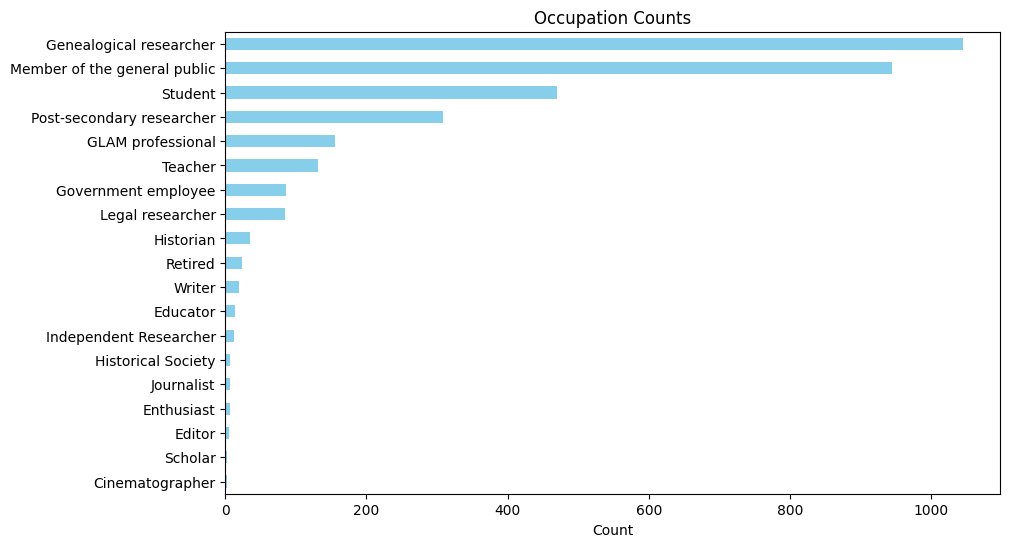 Occupation Counts
Genealogical researcher
Member of the general public
Student
Post-secondary researcher
GLAM professional
Teacher
Government employee
Legal researcher
Historian
Retired
Writer
Educator
Independent Researcher
Historical Society
Journalist
Enthusiast
Editor
Scholar
Cinematographer
0 200 400 600 800 1000
Count